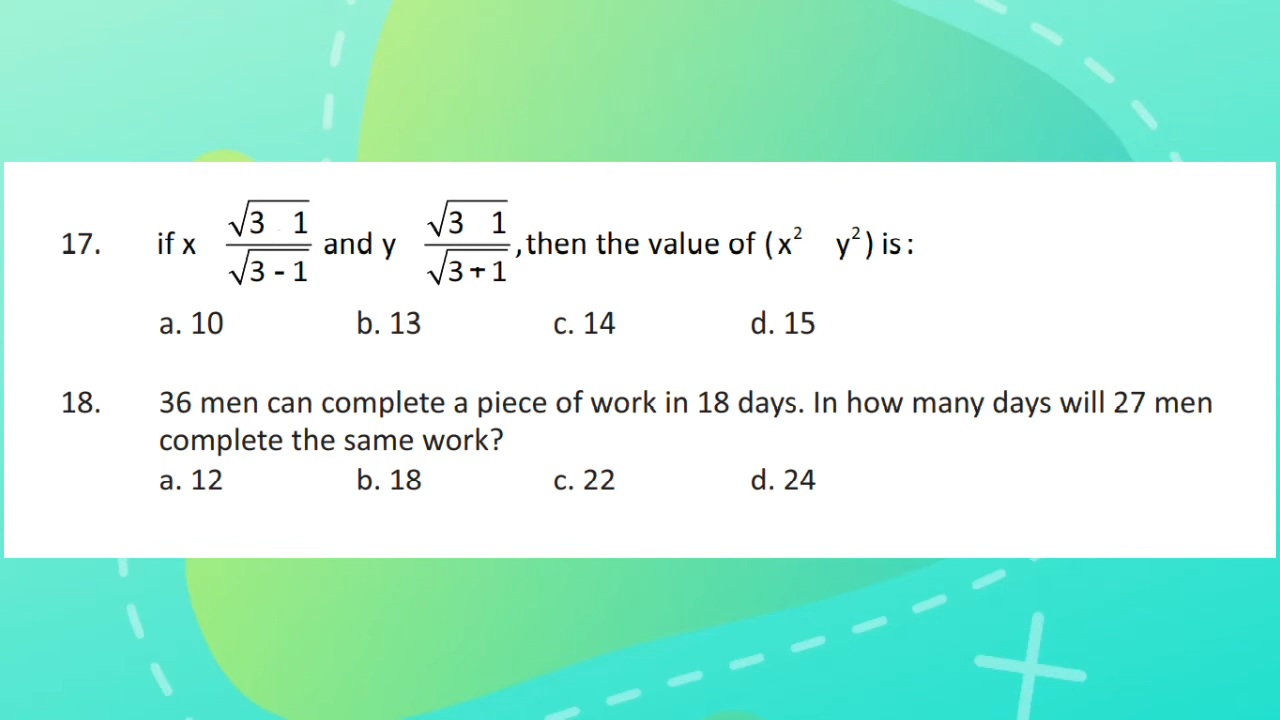 17. if x √3 1 / √3 - 1 and y √3 1 / √3 + 1 , then the value of (x² y²) is :
a. 10 b. 13 c. 14 d. 15
18. 36 men can complete a piece of work in 18 days. In how many days will 27 men
complete the same work?
a. 12 b. 18 c. 22 d. 24